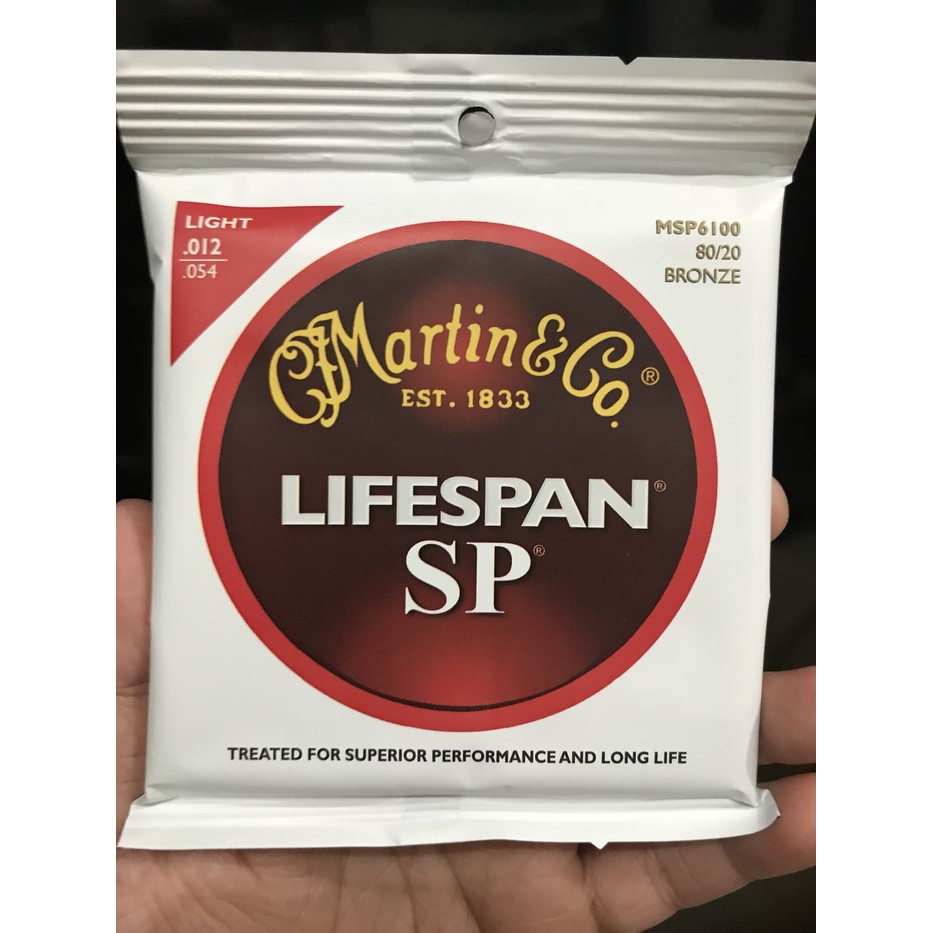 LIGHT
.012
.054
MSP6100
80/20
BRONZE
CFMartin & Co.®
EST. 1833
LIFESPAN®
SP®
TREATED FOR SUPERIOR PERFORMANCE AND LONG LIFE